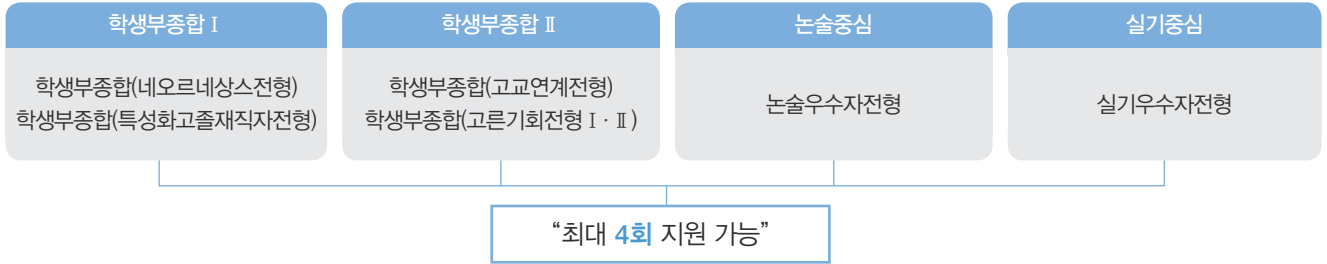 학생부종합 Ⅰ
학생부종합(네오르네상스전형)
학생부종합(특성화고졸재직자전형)
학생부종합 Ⅱ
학생부종합(고교연계전형)
학생부종합(고른기회전형 Ⅰ · Ⅱ)
논술중심
논술우수자전형
실기중심
실기우수자전형
“최대 4회 지원 가능”